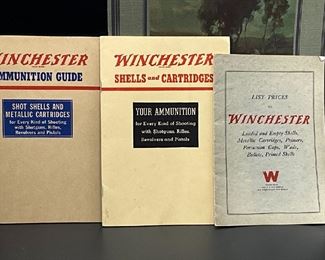 WINCHESTER
AMMUNITION GUIDE
SHOT SHELLS AND
METALLIC CARTRIDGES
for Every Kind of Shooting
with Shotguns, Rifles,
Revolvers and Pistols
WINCHESTER
SHELLS and CARTRIDGES
YOUR AMMUNITION
for Every Kind of Shooting
with Shotguns, Rifles,
Revolvers and Pistols
LIST PRICES
WINCHESTER
Loaded and Empty Shells,
Metallic Cartridges, Primers,
Percussion Caps, Wads,
Bullets, Primed Shells
W